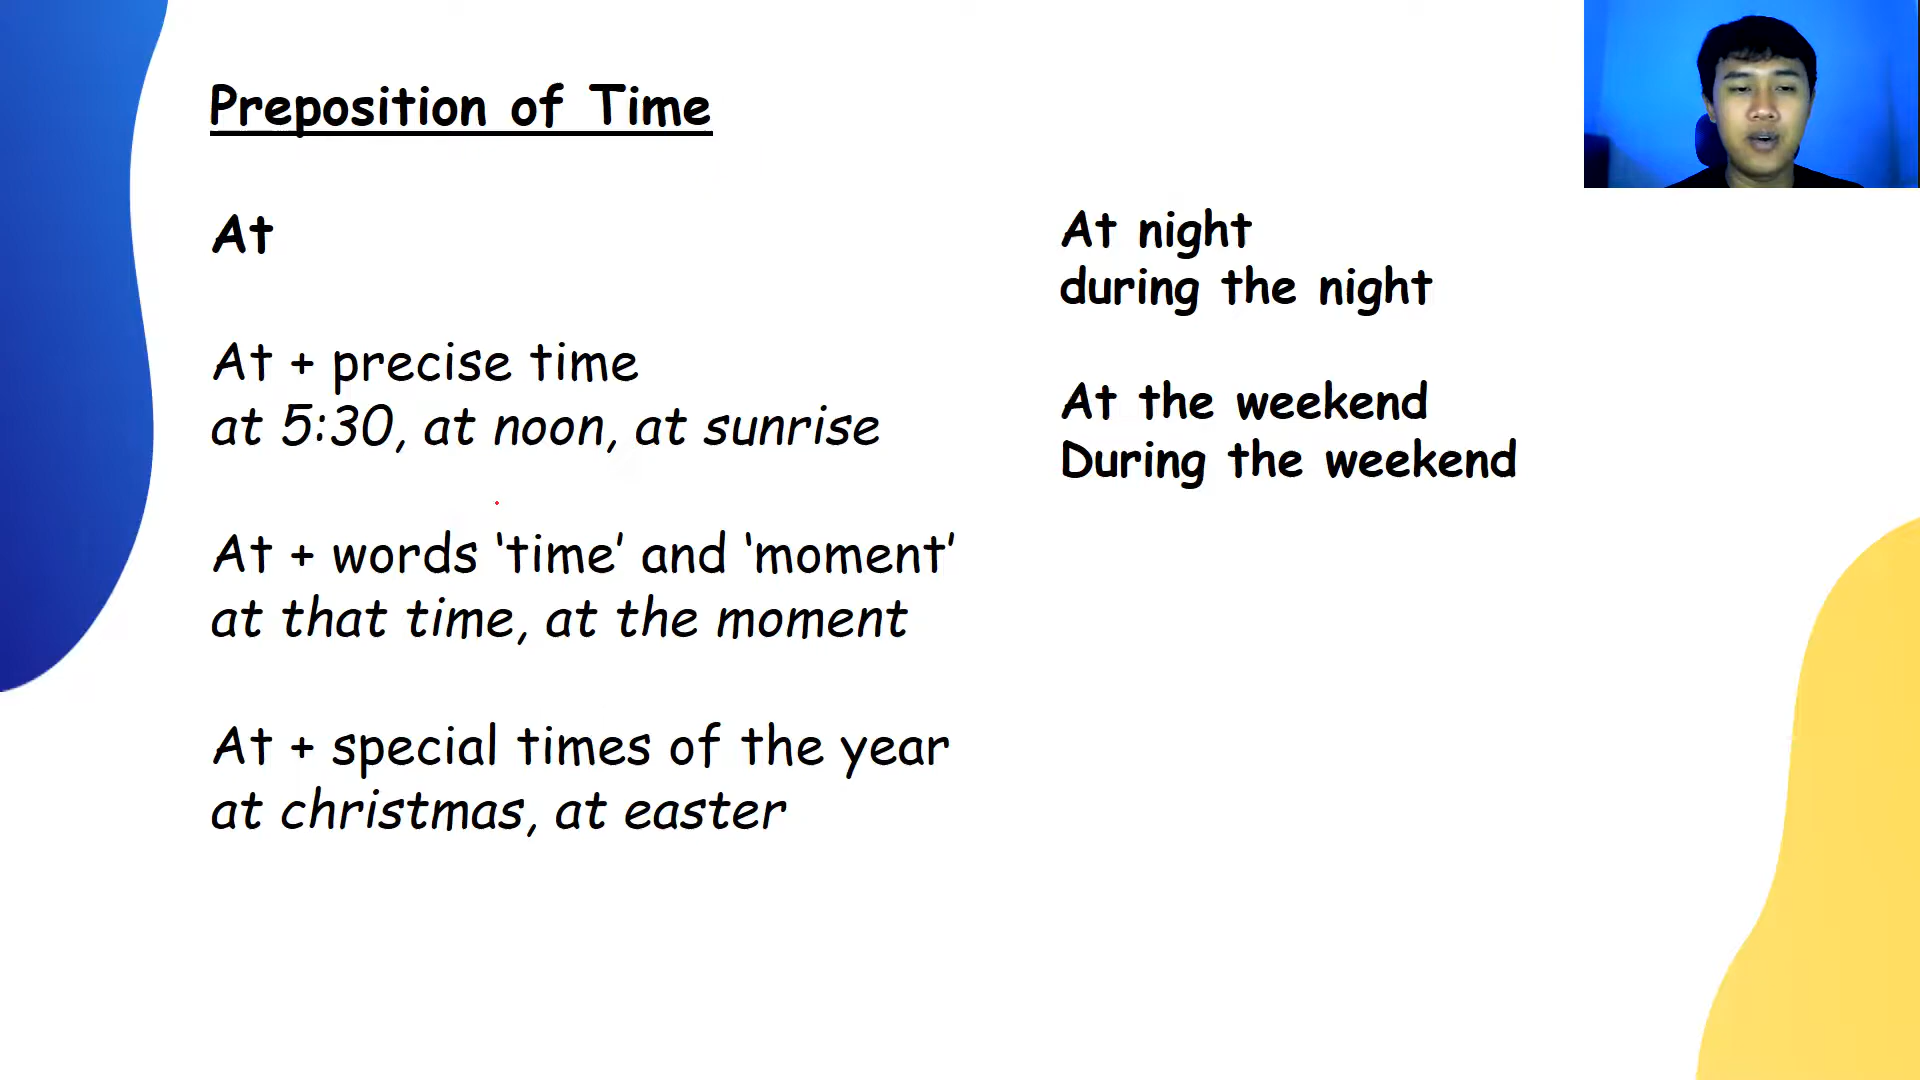 Preposition of Time
At
At + precise time
at 5:30, at noon, at sunrise
At + words ‘time’ and ‘moment’
at that time, at the moment
At + special times of the year
at christmas, at easter
At night
during the night
At the weekend
During the weekend